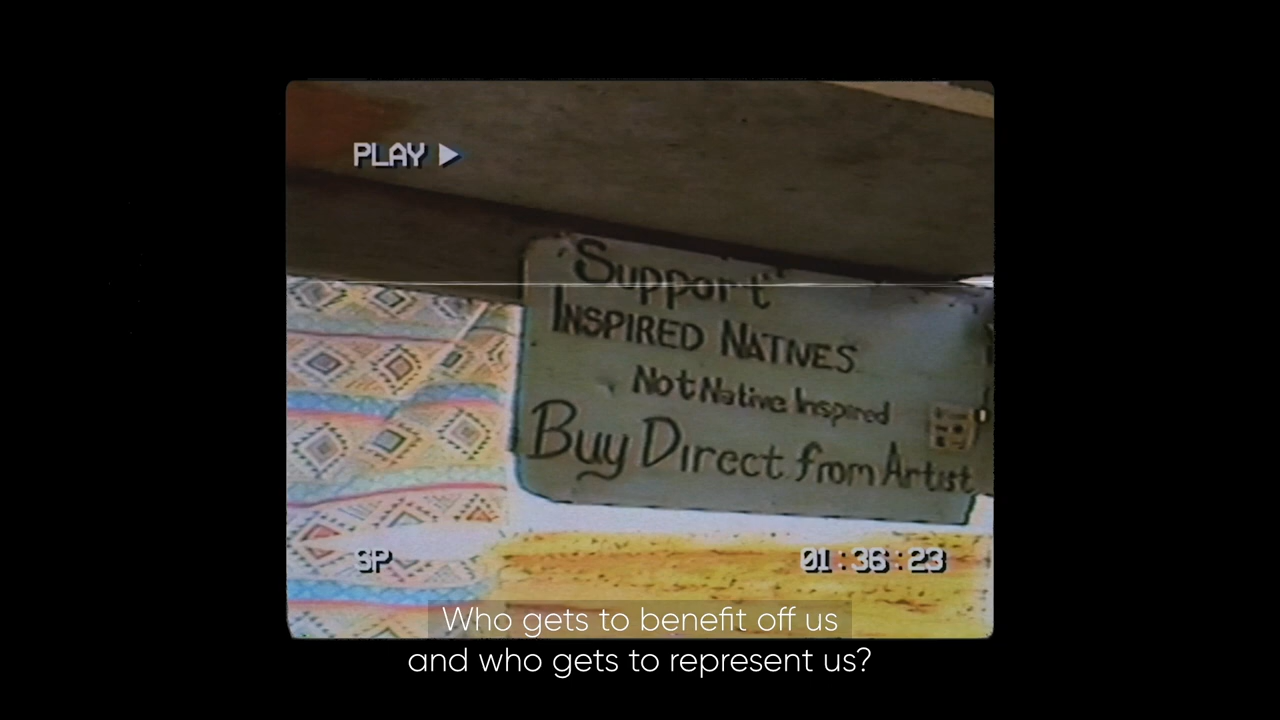 PLAY
Support
INSPIRED NATIVES
Not Native Inspired
Buy Direct from Artist
SP
01:36:23
Who gets to benefit off us
and who gets to represent us?